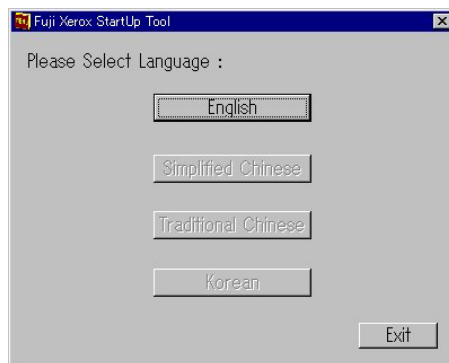 Fuji Xerox StartUp Tool
Please Select Language :
English
Simplified Chinese
Traditional Chinese
Korean
Exit